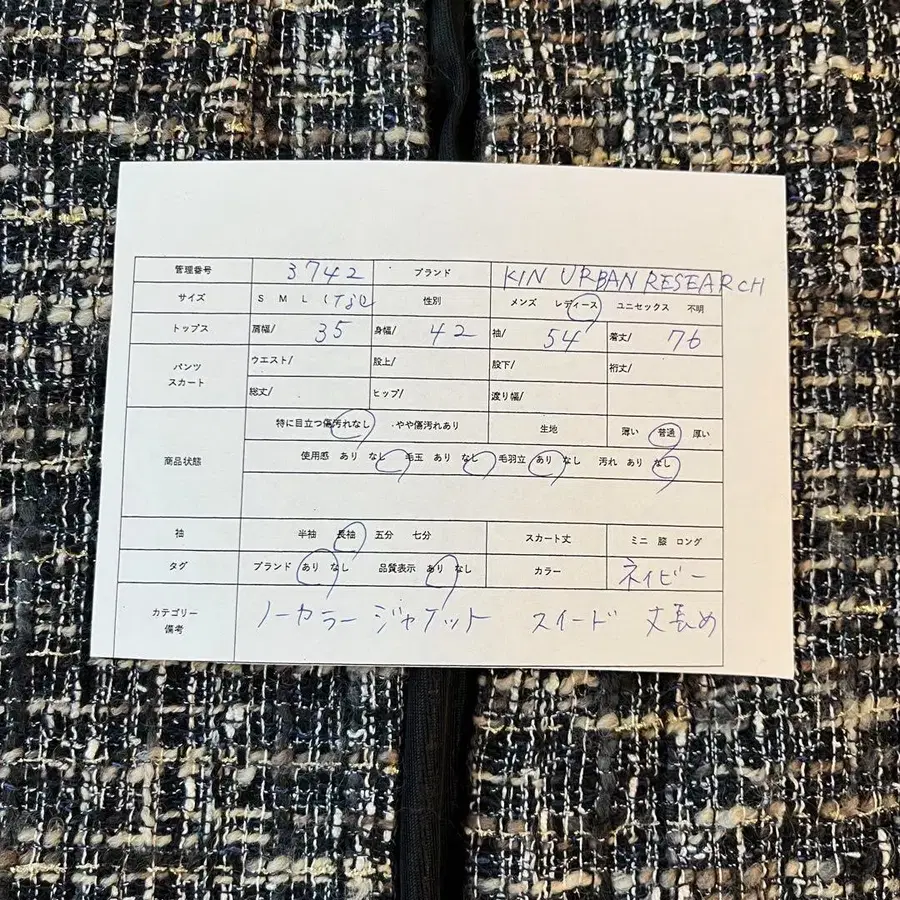 管理番号 3742 ブランド KIN URBAN RESEARCH
サイズ S M L 性別 メンズ レディース ユニセックス 不明
トップス 肩幅/ 35 身幅/ 42 袖/ 54 着丈/ 76
パンツ スカート ウエスト/ 股上/ 股下/ 裄丈/
総丈/ ヒップ/ 渡り幅/
商品状態 特に目立つ傷汚れなし ・やや傷汚れあり 生地 薄い 普通 厚い
使用感 あり なし 毛玉 あり なし 毛羽立 あり なし 汚れ あり なし
袖 半袖 長袖 五分 七分 スカート丈 ミニ 膝 ロング
タグ ブランド あり なし 品質表示 あり なし カラー ネイビー
カテゴリー 備考 ノーカラージャケット スイード 丈長め